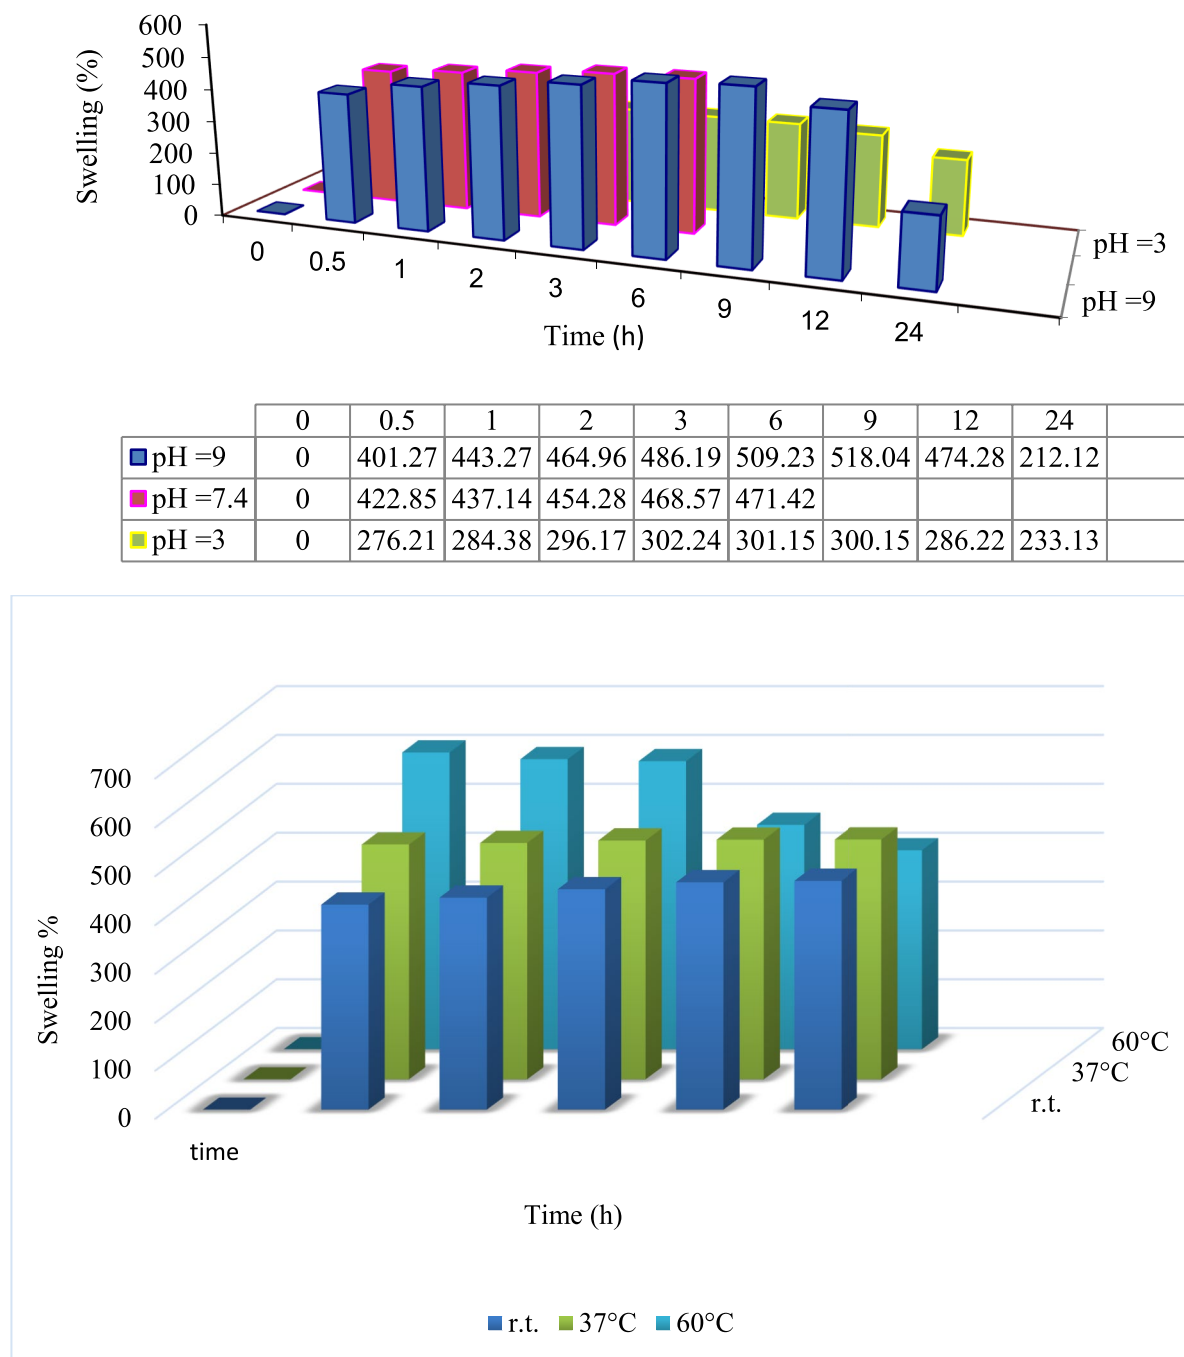 600
500
400
300
200
100
0
Swelling (%)
0
0.5
1
2
3
6
9
12
24
pH =3
pH =9
Time (h)
0 0.5 1 2 3 6 9 12 24
pH =9 0 401.27 443.27 464.96 486.19 509.23 518.04 474.28 212.12
pH =7.4 0 422.85 437.14 454.28 468.57 471.42
pH =3 0 276.21 284.38 296.17 302.24 301.15 300.15 286.22 233.13
700
600
500
400
300
200
100
0
Swelling %
60°C
37°C
r.t.
time
Time (h)
r.t. 37°C 60°C